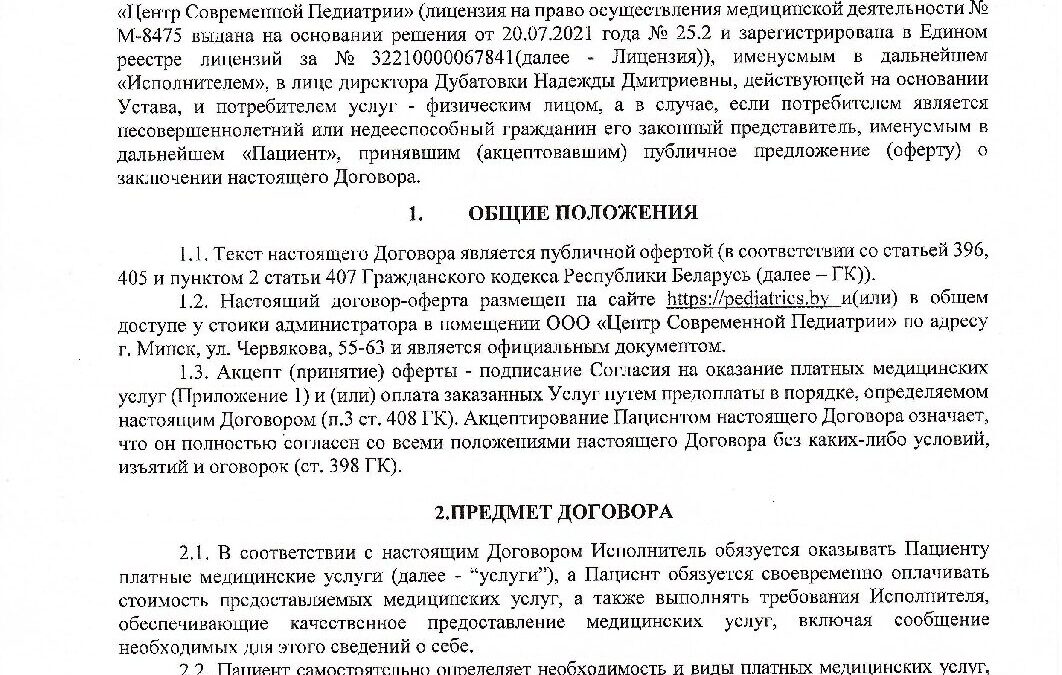 «Центр Современной Педиатрии» (лицензия на право осуществления медицинской деятельности №
М-8475 выдана на основании решения от 20.07.2021 года № 25.2 и зарегистрирована в Едином
реестре лицензий за № 32210000067841(далее - Лицензия)), именуемым в дальнейшем
«Исполнителем», в лице директора Дубатовки Надежды Дмитриевны, действующей на основании
Устава, и потребителем услуг - физическим лицом, а в случае, если потребителем является
несовершеннолетний или недееспособный гражданин его законный представитель, именуемым в
дальнейшем «Пациент», принявшим (акцептовавшим) публичное предложение (оферту) о
заключении настоящего Договора.
1. ОБЩИЕ ПОЛОЖЕНИЯ
1.1. Текст настоящего Договора является публичной офертой (в соответствии со статьей 396,
405 и пунктом 2 статьи 407 Гражданского кодекса Республики Беларусь (далее – ГК)).
1.2. Настоящий договор-оферта размещен на сайте https://pediatrics.by и(или) в общем
доступе у стойки администратора в помещении ООО «Центр Современной Педиатрии» по адресу
г. Минск, ул. Червякова, 55-63 и является официальным документом.
1.3. Акцепт (принятие) оферты - подписание Согласия на оказание платных медицинских
услуг (Приложение 1) и (или) оплата заказанных Услуг путем предоплаты в порядке, определяемом
настоящим Договором (п.3 ст. 408 ГК). Акцептирование Пациентом настоящего Договора означает,
что он полностью согласен со всеми положениями настоящего Договора без каких-либо условий,
изъятий и оговорок (ст. 398 ГК).
2.ПРЕДМЕТ ДОГОВОРА
2.1. В соответствии с настоящим Договором Исполнитель обязуется оказывать Пациенту
платные медицинские услуги (далее - “услуги”), а Пациент обязуется своевременно оплачивать
стоимость предоставляемых медицинских услуг, а также выполнять требования Исполнителя,
обеспечивающие качественное предоставление медицинских услуг, включая сообщение
необходимых для этого сведений о себе.
2.2. Пациент самостоятельно определяет необходимость и виды платных медицинских услуг,